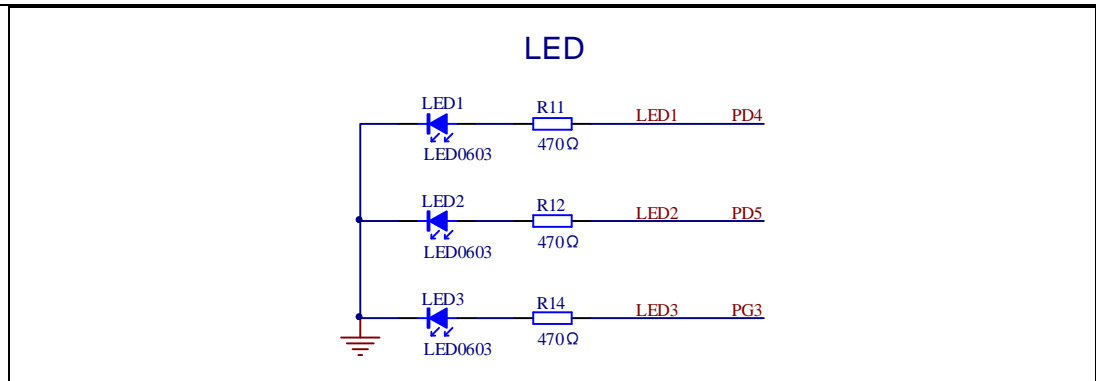 LED
LED1 R11 LED1 PD4
LED0603 470Ω
LED2 R12 LED2 PD5
LED0603 470Ω
LED3 R14 LED3 PG3
LED0603 470Ω